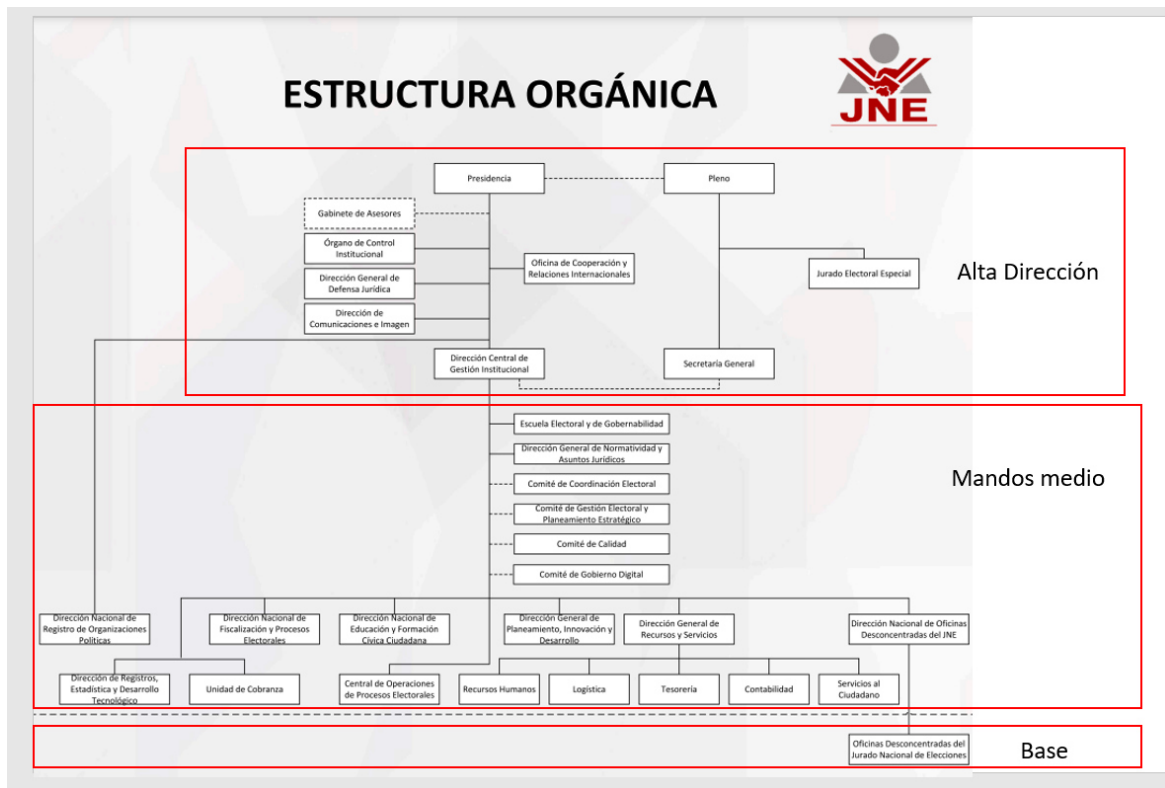 ESTRUCTURA ORGÁNICA
JNE
Presidencia
Pleno
Gabinete de Asesores
Órgano de Control
Institucional
Oficina de Cooperación y
Relaciones Internacionales
Jurado Electoral Especial
Alta Dirección
Dirección General de
Defensa Jurídica
Dirección de
Comunicaciones e Imagen
Dirección Central de
Gestión Institucional
Secretaría General
Escuela Electoral y de Gobernabilidad
Dirección General de Normatividad y
Asuntos Jurídicos
Mandos medio
Comité de Coordinación Electoral
Comité de Gestión Electoral y
Planeamiento Estratégico
Comité de Calidad
Comité de Gobierno Digital
Dirección Nacional de
Registro de Organizaciones
Políticas
Dirección Nacional de
Fiscalización y Procesos
Electorales
Dirección Nacional de
Educación y Formación
Cívica Ciudadana
Dirección General de
Planeamiento, Innovación y
Desarrollo
Dirección General de
Recursos y Servicios
Dirección Nacional de Oficinas
Desconcentradas del JNE
Dirección de Registros,
Estadística y Desarrollo
Tecnológico
Unidad de Cobranza
Central de Operaciones
de Procesos Electorales
Recursos Humanos
Logística
Tesorería
Contabilidad
Servicios al
Ciudadano
Oficinas Desconcentradas del
Jurado Nacional de Elecciones
Base